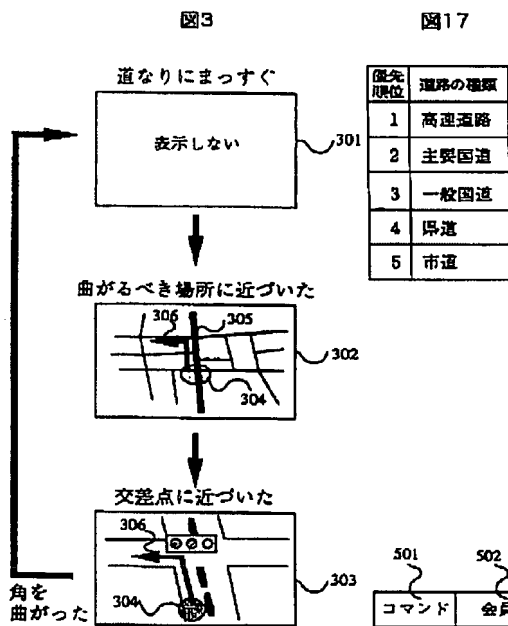 図3
道なりにまっすぐ
表示しない
301
曲がるべき場所に近づいた
306
305
304
302
交差点に近づいた
306
304
303
角を
曲がった
図17
優先
順位
道路の種類
1 高速道路
2 主要国道
3 一般国道
4 県道
5 市道
501
502
コマンド
会員